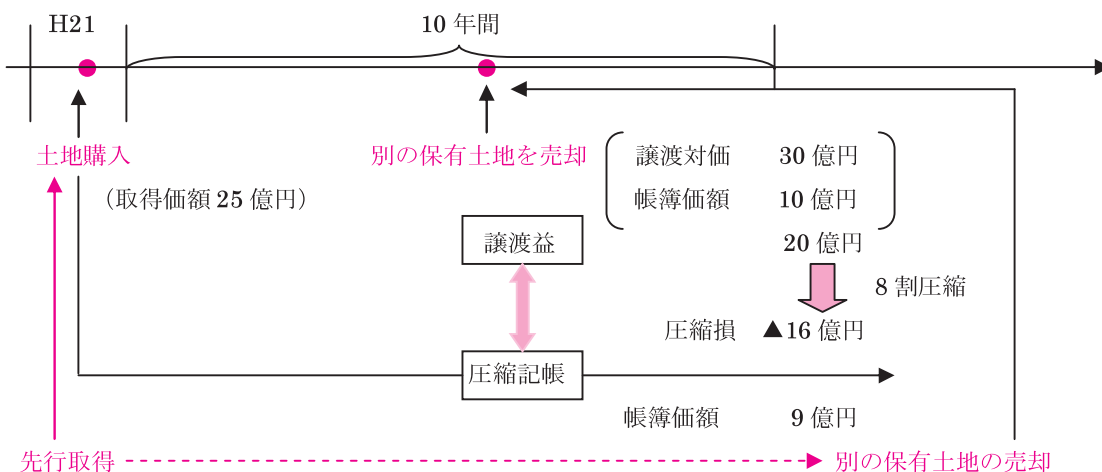 H21
10 年間
土地購入
別の保有土地を売却
譲渡対価 30 億円
(取得価額 25 億円)
帳簿価額 10 億円
譲渡益
20 億円
8 割圧縮
圧縮損 ▲16 億円
圧縮記帳
帳簿価額 9 億円
先行取得
別の保有土地の売却